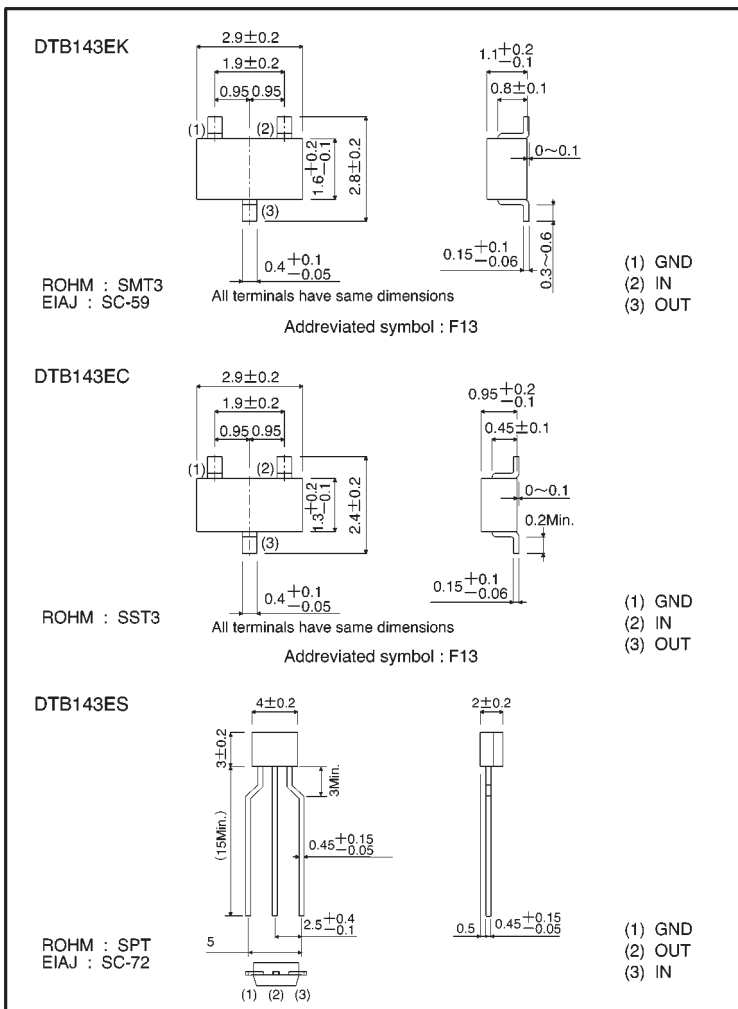 DTB143EK
2.9±0.2
1.9±0.2
0.95 0.95
(1) (2)
(3)
1.6+0.2 −0.1
2.8±0.2
0.4+0.1 −0.05
All terminals have same dimensions
1.1+0.2 −0.1
0.8±0.1
0~0.1
0.15+0.1 −0.06
0.3~0.6
ROHM : SMT3
EIAJ : SC-59
Addreviated symbol : F13
(1) GND
(2) IN
(3) OUT
DTB143EC
2.9±0.2
1.9±0.2
0.95 0.95
(1) (2)
(3)
1.3+0.2 −0.1
2.4±0.2
0.4+0.1 −0.05
All terminals have same dimensions
0.95+0.2 −0.1
0.45±0.1
0~0.1
0.2Min.
0.15+0.1 −0.06
ROHM : SST3
Addreviated symbol : F13
(1) GND
(2) IN
(3) OUT
DTB143ES
4±0.2
3±0.2
(15Min.)
3Min.
0.45+0.15 −0.05
2.5+0.4 −0.1
5
(1) (2) (3)
2±0.2
0.5
0.45+0.15 −0.05
ROHM : SPT
EIAJ : SC-72
(1) GND
(2) OUT
(3) IN